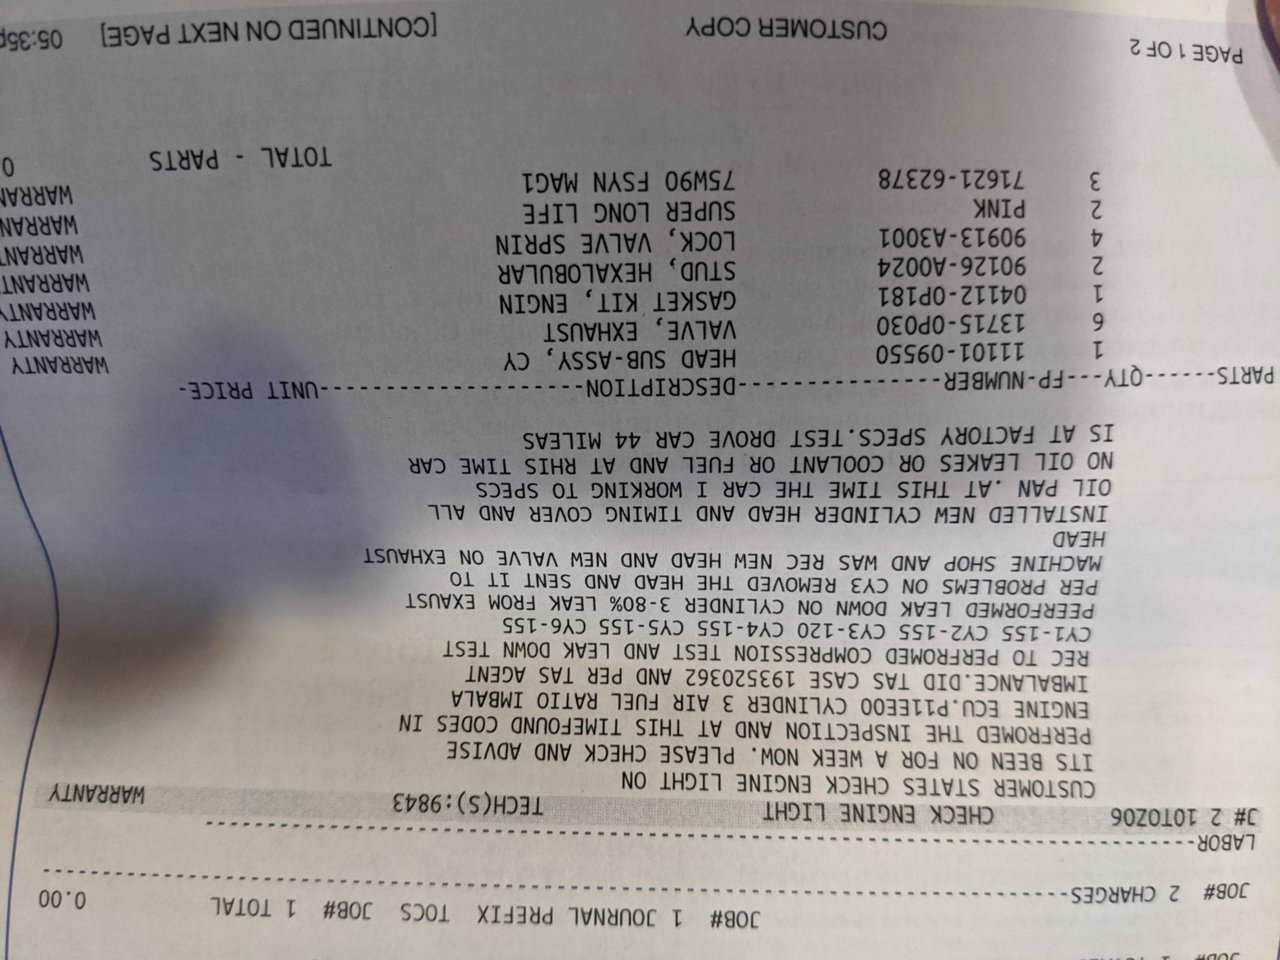 JOB# 1 JOURNAL PREFIX TOCS JOB# 1 TOTAL 0.00
JOB# 2 CHARGES------------------------------------------------------------
LABOR------------------------------------------------------------
J# 2 10TOZ06 CHECK ENGINE LIGHT TECH(S):9843 WARRANTY
CUSTOMER STATES CHECK ENGINE LIGHT ON
ITS BEEN ON FOR A WEEK NOW. PLEASE CHECK AND ADVISE
PERFROMED THE INSPECTION AND AT THIS TIMEFOUND CODES IN
ENGINE ECU.P11EE00 CYLINDER 3 AIR FUEL RATIO IMBALA
IMBALANCE.DID TAS CASE 193520362 AND PER TAS AGENT
REC TO PERFROMED COMPRESSION TEST AND LEAK DOWN TEST
CY1-155 CY2-155 CY3-120 CY4-155 CY5-155 CY6-155
PEERFORMED LEAK DOWN ON CYLINDER 3-80% LEAK FROM EXAUST
PER PROBLEMS ON CY3 REMOVED THE HEAD AND SENT IT TO
MACHINE SHOP AND WAS REC NEW HEAD AND NEW VALVE ON EXHAUST
HEAD
INSTALLED NEW CYLINDER HEAD AND TIMING COVER AND ALL
OIL PAN .AT THIS TIME THE CAR I WORKING TO SPECS
NO OIL LEAKES OR COOLANT OR FUEL AND AT RHIS TIME CAR
IS AT FACTORY SPECS.TEST DROVE CAR 44 MILEAS
PARTS------QTY---FP-NUMBER---------------DESCRIPTION--------------------UNIT PRICE-
1 11101-09550 HEAD SUB-ASSY, CY WARRANTY
6 13715-0P030 VALVE, EXHAUST WARRANTY
1 04112-0P181 GASKET KIT, ENGIN WARRANTY
2 90126-A0024 STUD, HEXALOBULAR WARRANT
4 90913-A3001 LOCK, VALVE SPRIN WARRANT
2 PINK SUPER LONG LIFE WARRAN
3 71621-62378 75W90 FSYN MAG1 WARRAN
TOTAL - PARTS 0
PAGE 1 OF 2 CUSTOMER COPY [CONTINUED ON NEXT PAGE] 05:35p